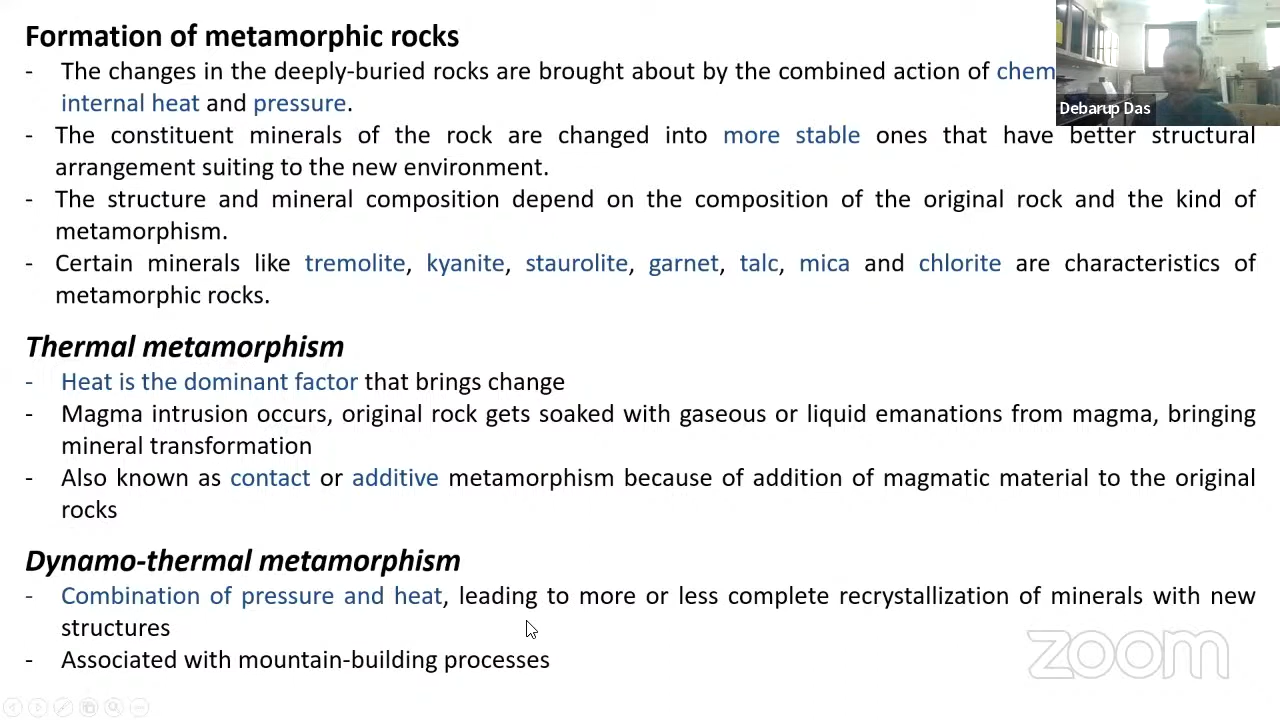 Formation of metamorphic rocks
- The changes in the deeply-buried rocks are brought about by the combined action of
internal heat and pressure.
- The constituent minerals of the rock are changed into more stable ones that have better structural
arrangement suiting to the new environment.
- The structure and mineral composition depend on the composition of the original rock and the kind of
metamorphism.
- Certain minerals like tremolite, kyanite, staurolite, garnet, talc, mica and chlorite are characteristics of
metamorphic rocks.
Thermal metamorphism
- Heat is the dominant factor that brings change
- Magma intrusion occurs, original rock gets soaked with gaseous or liquid emanations from magma, bringing
mineral transformation
- Also known as contact or additive metamorphism because of addition of magmatic material to the original
rocks
Dynamo-thermal metamorphism
- Combination of pressure and heat, leading to more or less complete recrystallization of minerals with new
structures
- Associated with mountain-building processes
Debarup Das
zoom